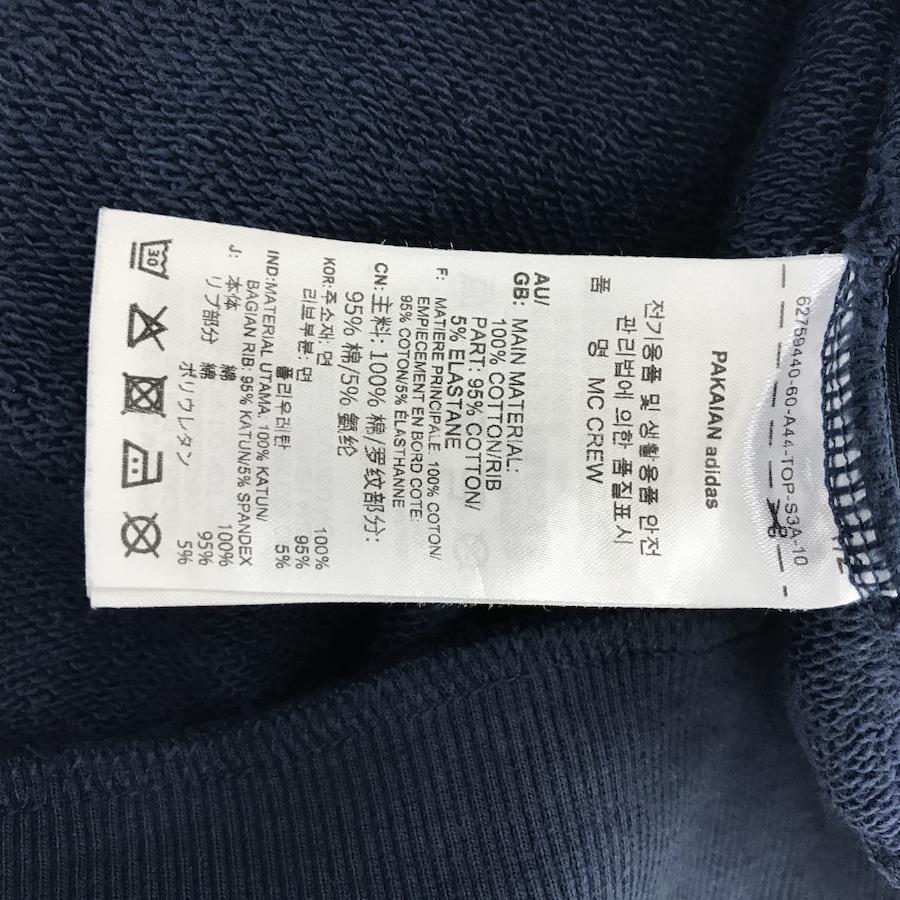 62759440-60-A44-TOP-S3A-10
PAKAIAN adidas
전기용품 및 생활용품 안전
관리법에 의한 품질표시
품 명 MC CREW
AU/
GB: MAIN MATERIAL:
100% COTTON/RIB
PART: 95% COTTON/
5% ELASTANE
F: MATIERE PRINCIPALE: 100% COTON/
EMPIECEMENT EN BORD COTE:
95% COTON/5% ÉLASTHANNE
CN: 主料: 100% 棉/罗纹部分:
95% 棉/5% 氨纶
KOR: 주소재: 면 100%
리브부분: 면 95%
폴리우레탄 5%
IND: MATERIAL UTAMA: 100% KATUN/
BAGIAN RIB: 95% KATUN/5% SPANDEX
J: 本体 綿 100%
リブ部分 綿 95%
ポリウレタン 5%
30